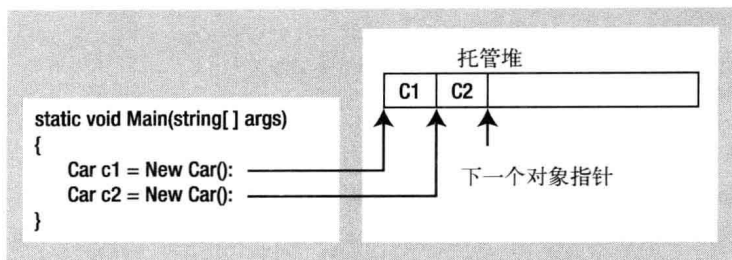 static void Main(string[ ] args)
{
Car c1 = New Car():
Car c2 = New Car():
}
托管堆
C1 C2
下一个对象指针